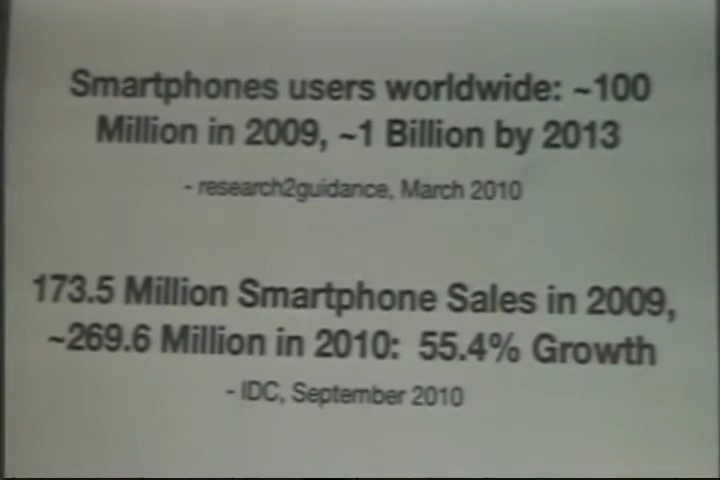 Smartphones users worldwide: ~100
Million in 2009, ~1 Billion by 2013
- research2guidance, March 2010
173.5 Million Smartphone Sales in 2009,
~269.6 Million in 2010: 55.4% Growth
- IDC, September 2010